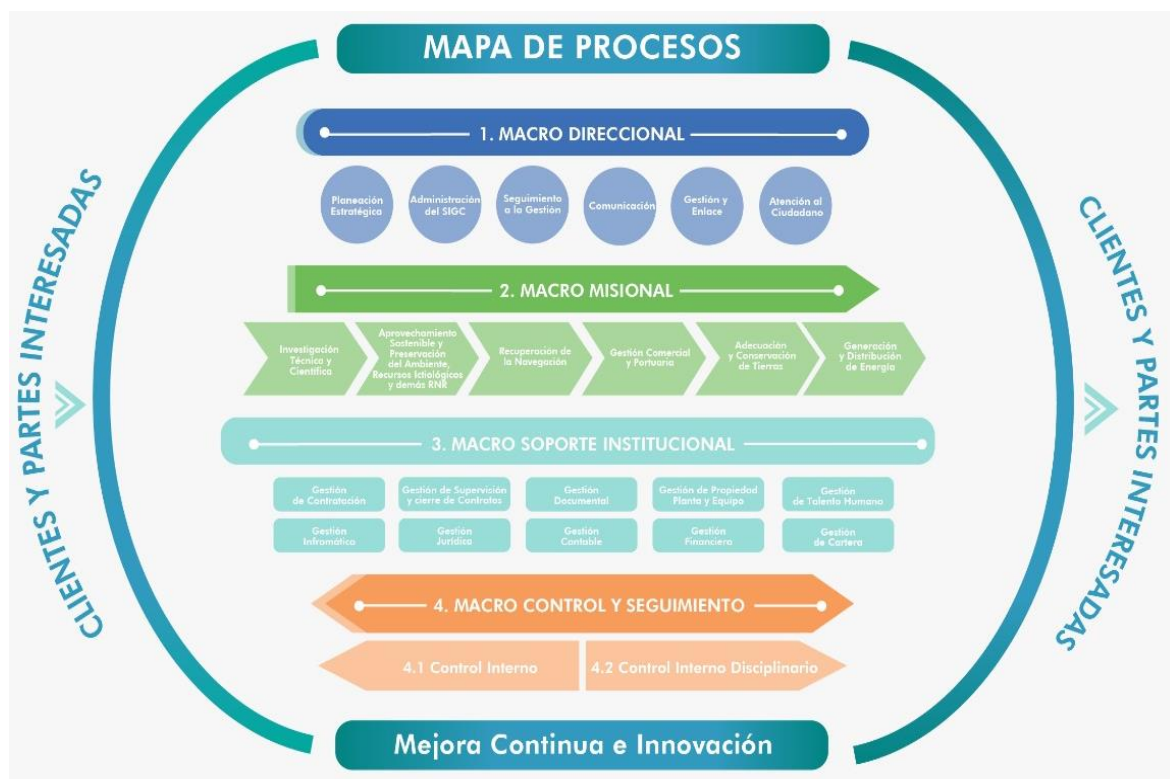 MAPA DE PROCESOS
CLIENTES Y PARTES INTERESADAS
1. MACRO DIRECCIONAL
Planeación
Estratégica
Administración
del SIGC
Seguimiento
a la Gestión
Comunicación
Gestión y
Enlace
Atención al
Ciudadano
2. MACRO MISIONAL
Investigación
Técnica y
Científica
Aprovechamiento
Sostenible y
Preservación
del Ambiente,
Recursos Ictiológicos
y demás RNR
Recuperación de
la Navegación
Gestión Comercial
y Portuaria
Adecuación
y Conservación
de Tierras
Generación
y Distribución
de Energía
3. MACRO SOPORTE INSTITUCIONAL
Gestión
de Contratación
Gestión de Supervisión
y cierre de Contratos
Gestión
Documental
Gestión de Propiedad
Planta y Equipo
Gestión
de Talento Humano
Gestión
Infromática
Gestión
Jurídica
Gestión
Contable
Gestión
Financiera
Gestión
de Cartera
4. MACRO CONTROL Y SEGUIMIENTO
4.1 Control Interno
4.2 Control Interno Disciplinario
Mejora Continua e Innovación
CLIENTES Y PARTES INTERESADAS